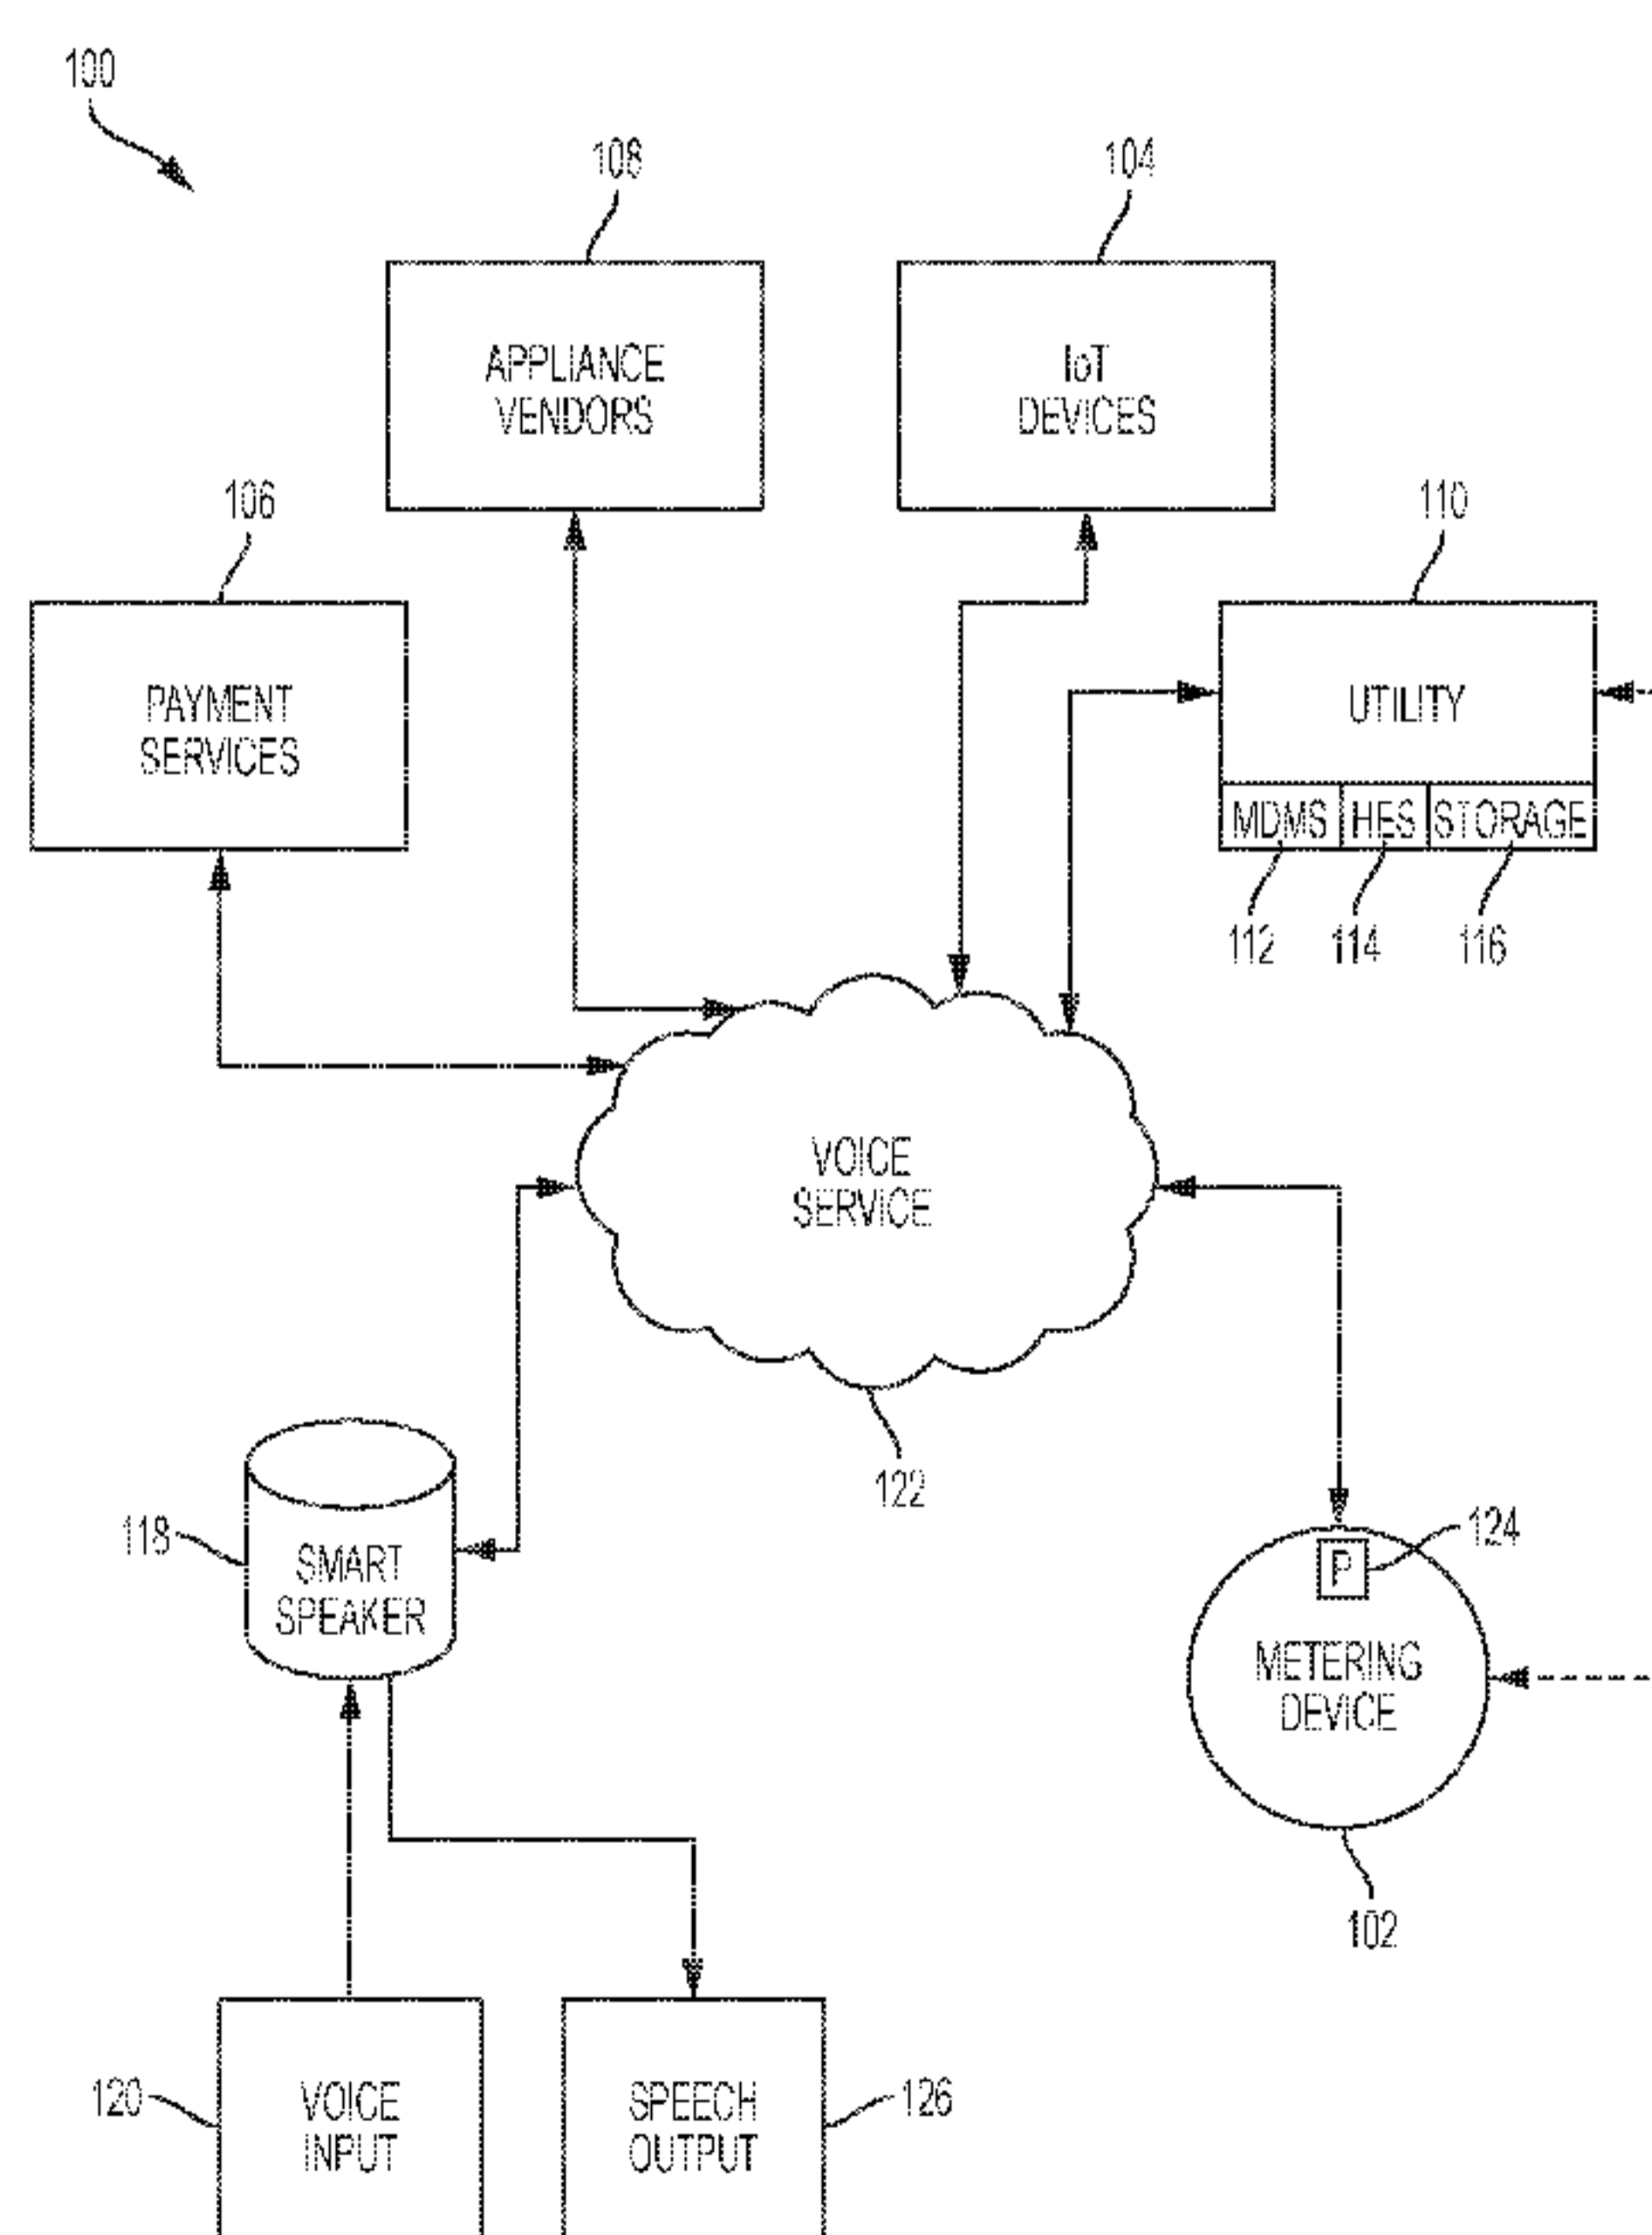 100
108
104
APPLIANCE
VENDORS
IoT
DEVICES
106
110
PAYMENT
SERVICES
UTILITY
MDMS HES STORAGE
112 114 116
VOICE
SERVICE
122
118
SMART
SPEAKER
124
P
METERING
DEVICE
102
120
VOICE
INPUT
SPEECH
OUTPUT
126